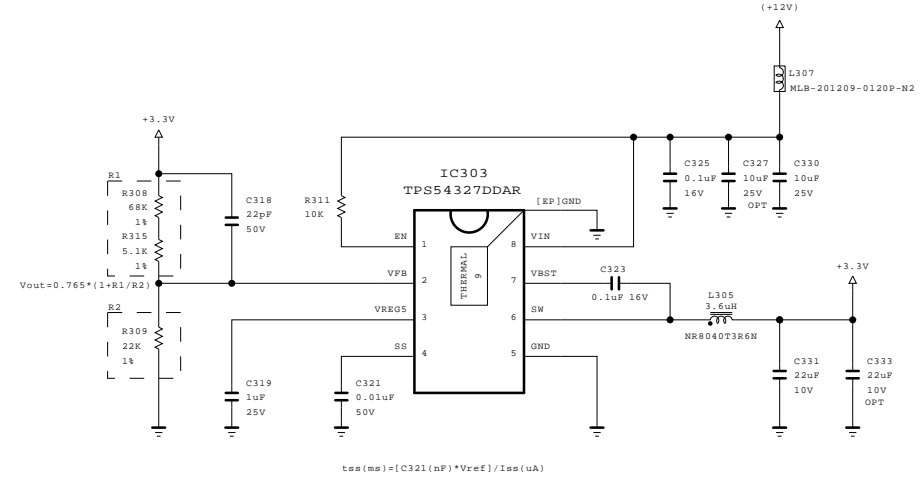 (+12V)
L307
MLB-201209-0120P-N2
+3.3V
R1
R308
68K
1%
R315
5.1K
1%
C318
22pF
50V
Vout=0.765*(1+R1/R2)
R2
R309
22K
1%
R311
10K
IC303
TPS54327DDAR
[EP]GND
EN
1
VFB
2
VREG5
3
SS
4
THERMAL
9
8
VIN
7
VBST
6
SW
5
GND
C325
0.1uF
16V
C327
10uF
25V
OPT
C330
10uF
25V
C323
0.1uF 16V
L305
3.6uH
NR8040T3R6N
+3.3V
C319
1uF
25V
C321
0.01uF
50V
C331
22uF
10V
C333
22uF
10V
OPT
tss(ms)=[C321(nF)*Vref]/Iss(uA)